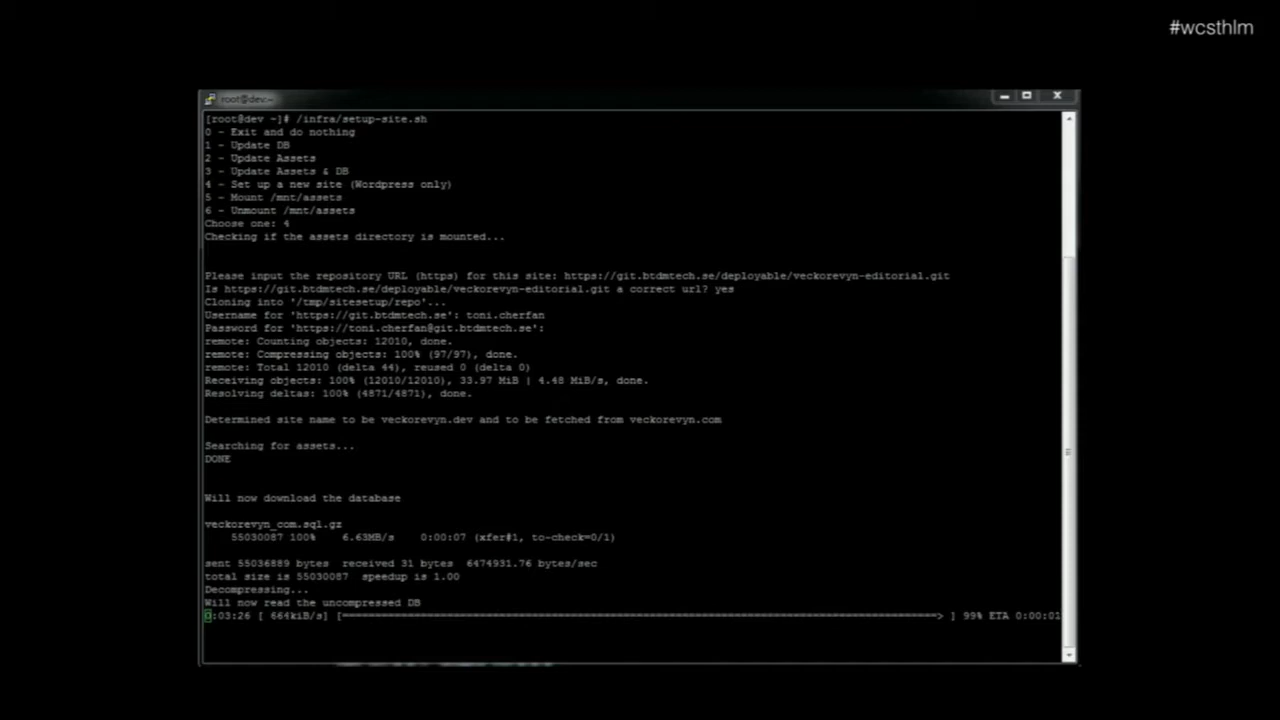 #wcsthlm
root@dev:~
[root@dev ~]# /infra/setup-site.sh
0 - Exit and do nothing
1 - Update DB
2 - Update Assets
3 - Update Assets & DB
4 - Set up a new site (Wordpress only)
5 - Mount /mnt/assets
6 - Unmount /mnt/assets
Choose one: 4
Checking if the assets directory is mounted...
Please input the repository URL (https) for this site: https://git.btdmtech.se/deployable/veckorevyn-editorial.git
Is https://git.btdmtech.se/deployable/veckorevyn-editorial.git a correct url? yes
Cloning into '/tmp/sitesetup/repo'...
Username for 'https://git.btdmtech.se': toni.cherfan
Password for 'https://toni.cherfan@git.btdmtech.se':
remote: Counting objects: 12010, done.
remote: Compressing objects: 100% (97/97), done.
remote: Total 12010 (delta 44), reused 0 (delta 0)
Receiving objects: 100% (12010/12010), 33.97 MiB | 4.48 MiB/s, done.
Resolving deltas: 100% (4871/4871), done.
Determined site name to be veckorevyn.dev and to be fetched from veckorevyn.com
Searching for assets...
DONE
Will now download the database
veckorevyn_com.sql.gz
55030087 100% 6.63MB/s 0:00:07 (xfer#1, to-check=0/1)
sent 55036889 bytes received 31 bytes 6474931.76 bytes/sec
total size is 55030087 speedup is 1.00
Decompressing...
Will now read the uncompressed DB
0:03:26 [ 664kiB/s] [================================================================================> ] 99% ETA 0:00:01